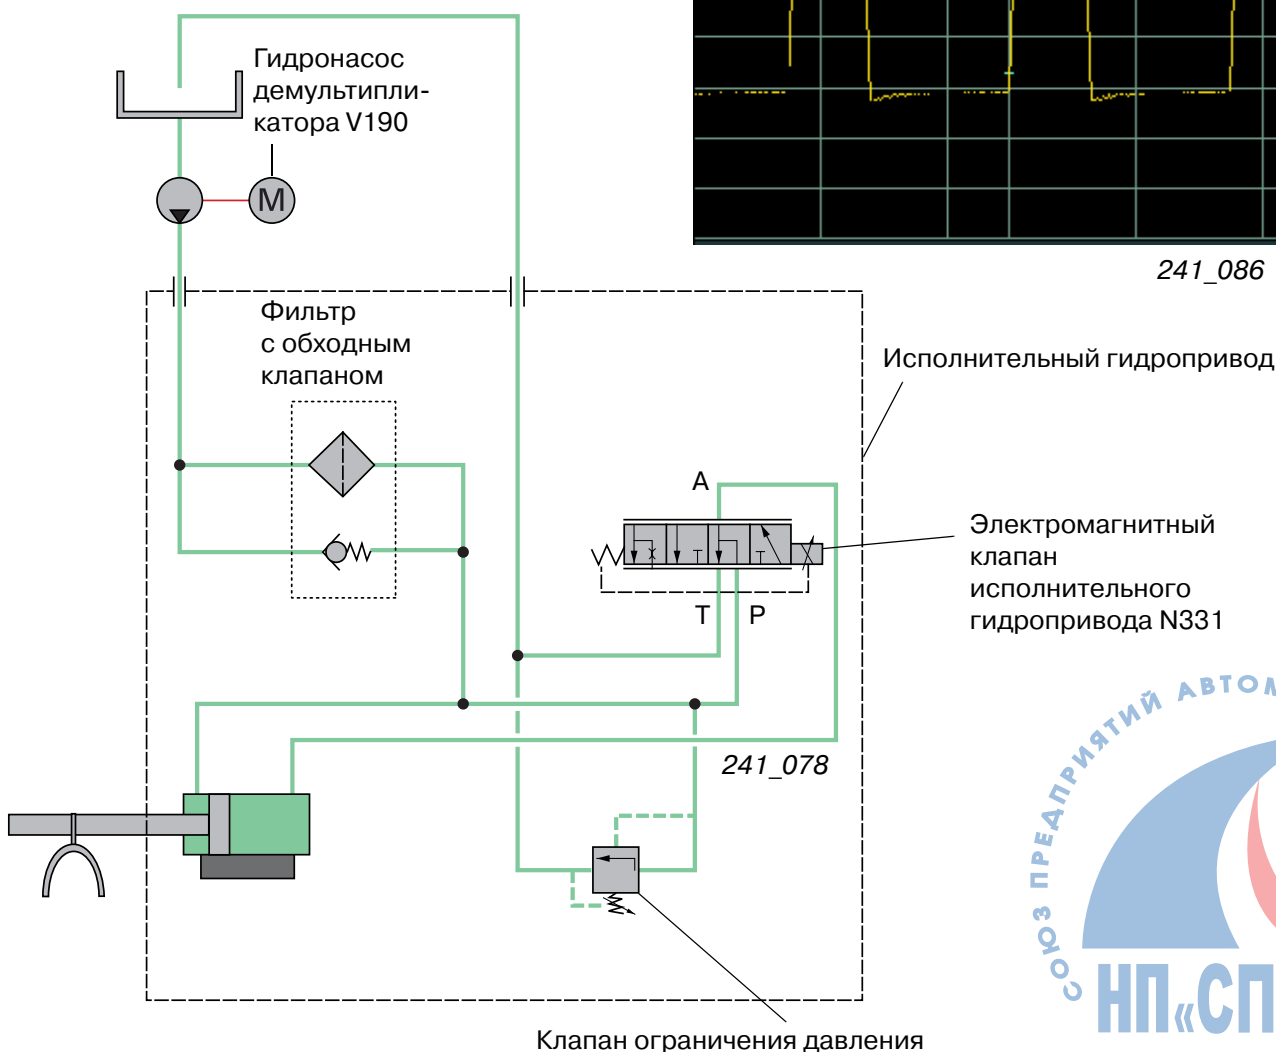 Гидронасос
демультипли-
катора V190
M
241_086
Фильтр
с обходным
клапаном
Исполнительный гидропривод
A
Электромагнитный
клапан
исполнительного
гидропривода N331
T P
241_078
СОЮЗ ПРЕДПРИЯТИЙ
НП«СП
Клапан ограничения давления